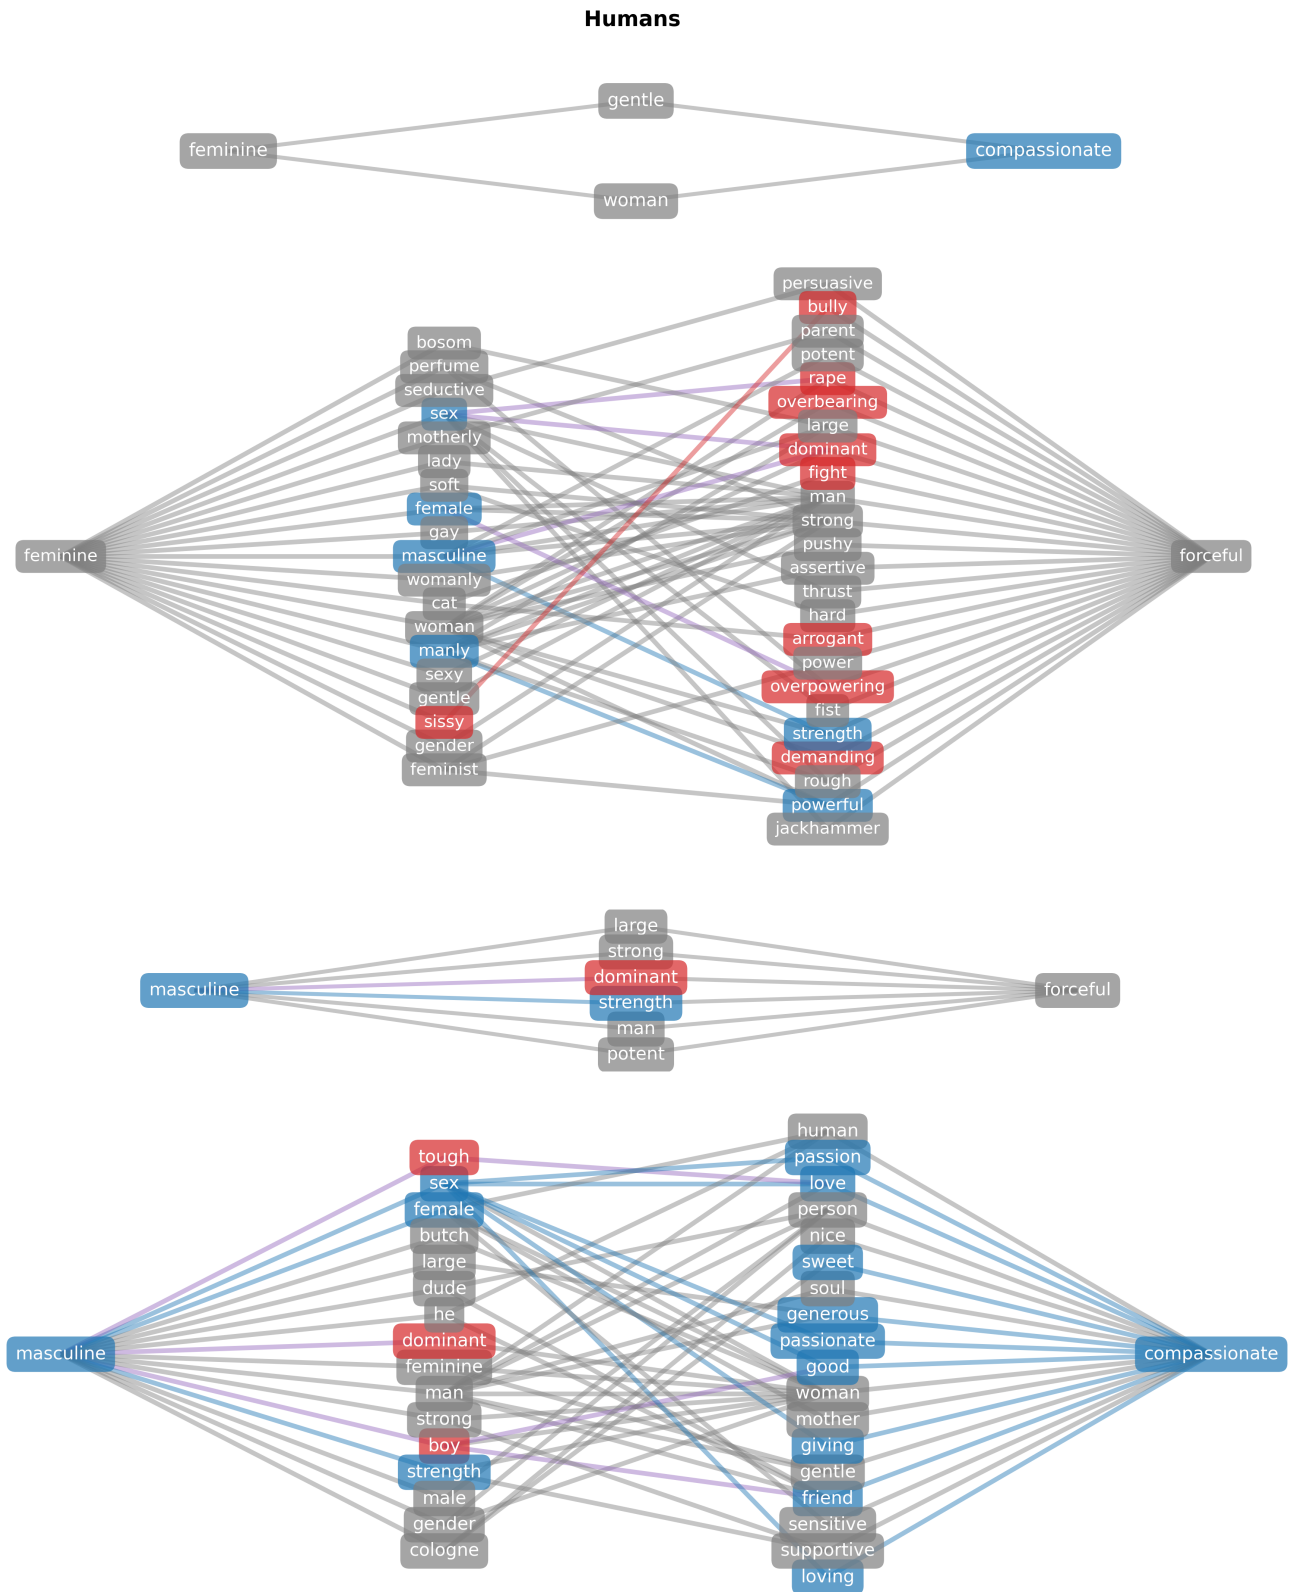 Humans
gentle
feminine
compassionate
woman
persuasive
bully
parent
potent
rape
overbearing
large
dominant
fight
man
strong
pushy
assertive
thrust
hard
arrogant
power
overpowering
fist
strength
demanding
rough
powerful
jackhammer
bosom
perfume
seductive
sex
motherly
lady
soft
female
gay
masculine
womanly
cat
woman
manly
sexy
gentle
sissy
gender
feminist
feminine
forceful
large
strong
dominant
strength
man
potent
masculine
forceful
tough
sex
female
butch
large
dude
he
dominant
feminine
man
strong
boy
strength
male
gender
cologne
human
passion
love
person
nice
sweet
soul
generous
passionate
good
woman
mother
giving
gentle
friend
sensitive
supportive
loving
masculine
compassionate